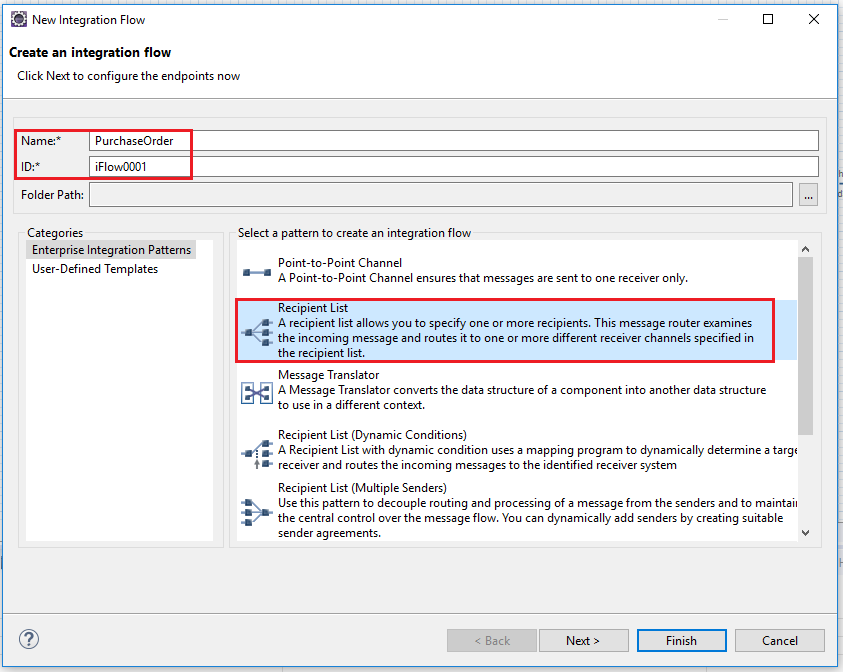 New Integration Flow
Create an integration flow
Click Next to configure the endpoints now
Name:* PurchaseOrder
ID:* iFlow0001
Folder Path: ...
Categories
Enterprise Integration Patterns
User-Defined Templates
Select a pattern to create an integration flow
Point-to-Point Channel
A Point-to-Point Channel ensures that messages are sent to one receiver only.
Recipient List
A recipient list allows you to specify one or more recipients. This message router examines
the incoming message and routes it to one or more different receiver channels specified in
the recipient list.
Message Translator
A Message Translator converts the data structure of a component into another data structure
to use in a different context.
Recipient List (Dynamic Conditions)
A Recipient List with dynamic condition uses a mapping program to dynamically determine a targe
receiver and routes the incoming messages to the identified receiver system
Recipient List (Multiple Senders)
Use this pattern to decouple routing and processing of a message from the senders and to maintain
the central control over the message flow. You can dynamically add senders by creating suitable
sender agreements.
? < Back Next > Finish Cancel